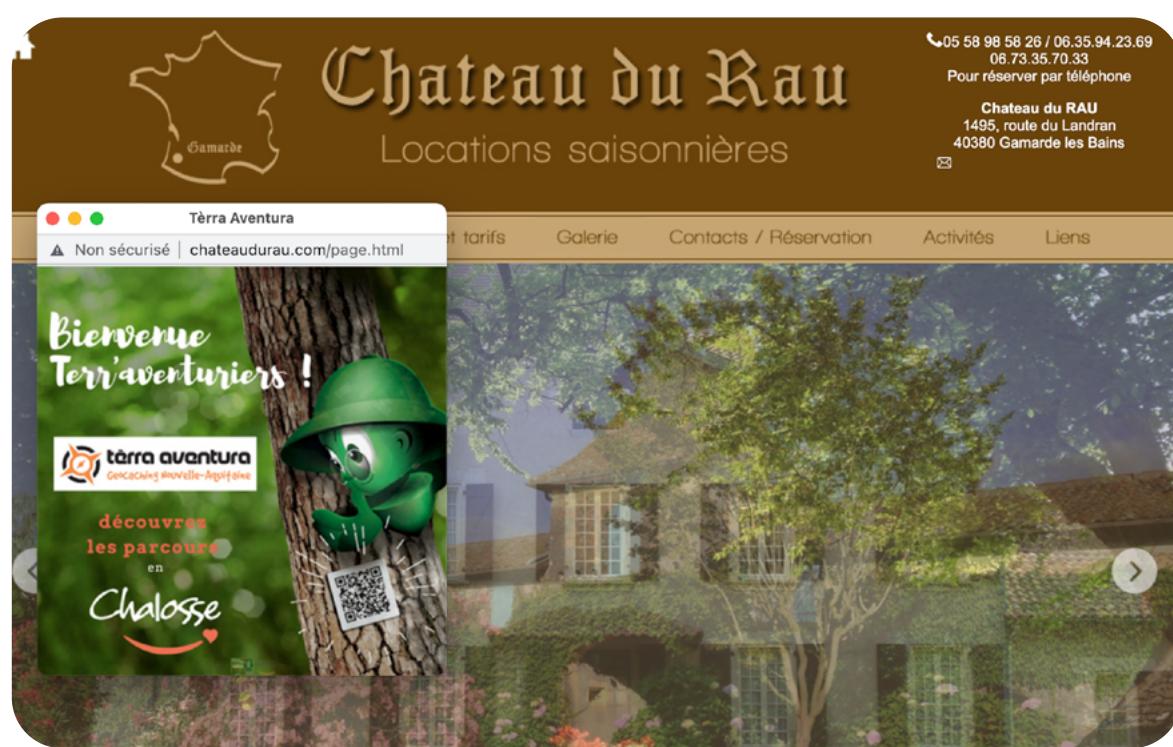 Chateau du Rau
Locations saisonnières
Gamarde
05 58 98 58 26 / 06.35.94.23.69
06.73.35.70.33
Pour réserver par téléphone
Chateau du RAU
1495, route du Landran
40380 Gamarde les Bains
et tarifs Galerie Contacts / Réservation Activités Liens
Tèrra Aventura
Non sécurisé | chateaudurau.com/page.html
Bienvenue
Terr'aventuriers !
tèrra aventura
Geocaching Nouvelle-Aquitaine
découvrez
les parcours
en
Chalosse